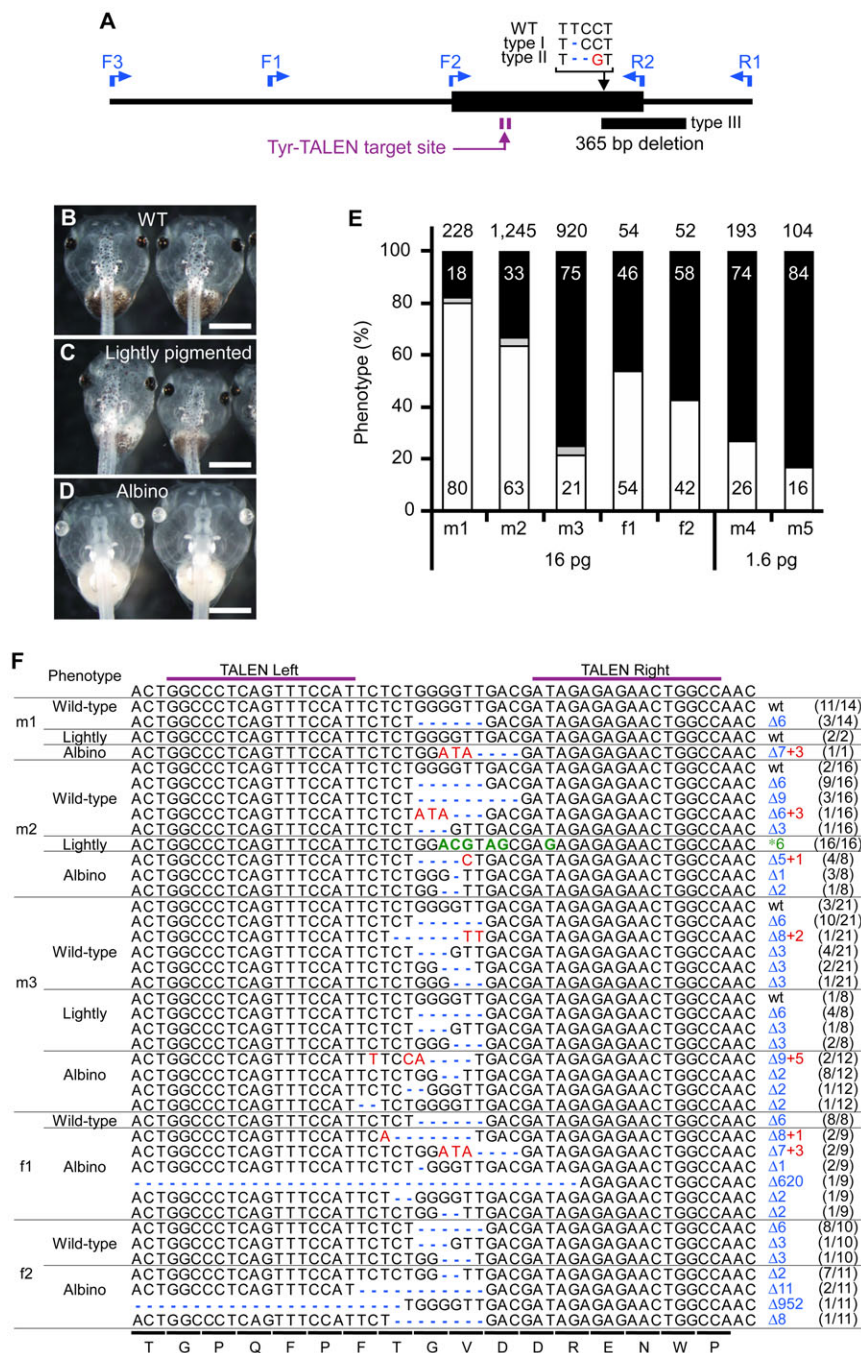 A
WT TTCCT
type I T-CCT
type II T--GT
F3 F1 F2 R2 R1
type III
Tyr-TALEN target site
365 bp deletion
B
WT
C
Lightly pigmented
D
Albino
E
228 1,245 920 54 52 193 104
100
80
60
40
20
0
Phenotype (%)
18 33 75 46 58 74 84
80 63 21 54 42 26 16
m1 m2 m3 f1 f2 m4 m5
16 pg 1.6 pg
F
Phenotype TALEN Left TALEN Right
ACTGGCCCTCAGTTTCCATTCTCTGGGGTTGACGATAGAGAGAACTGGCCAAC
m1 Wild-type ACTGGCCCTCAGTTTCCATTCTCTGGGGTTGACGATAGAGAGAACTGGCCAAC wt (11/14)
ACTGGCCCTCAGTTTCCATTCTCT------GACGATAGAGAGAACTGGCCAAC Δ6 (3/14)
Lightly ACTGGCCCTCAGTTTCCATTCTCTGGGGTTGACGATAGAGAGAACTGGCCAAC wt (2/2)
Albino ACTGGCCCTCAGTTTCCATTCTCTGGATA----GATAGAGAGAACTGGCCAAC Δ7+3 (1/1)
m2 Wild-type ACTGGCCCTCAGTTTCCATTCTCTGGGGTTGACGATAGAGAGAACTGGCCAAC wt (2/16)
ACTGGCCCTCAGTTTCCATTCTCT------GACGATAGAGAGAACTGGCCAAC Δ6 (9/16)
ACTGGCCCTCAGTTTCCATTCTCT---------GATAGAGAGAACTGGCCAAC Δ9 (3/16)
ACTGGCCCTCAGTTTCCATTCTCTATA---GACGATAGAGAGAACTGGCCAAC Δ6+3 (1/16)
ACTGGCCCTCAGTTTCCATTCTCT---GTTGACGATAGAGAGAACTGGCCAAC Δ3 (1/16)
Lightly ACTGGCCCTCAGTTTCCATTCTCTGGACGTAGCGAGAGAGAGAACTGGCCAAC *6 (16/16)
Albino ACTGGCCCTCAGTTTCCATTCTCT----CTGACGATAGAGAGAACTGGCCAAC Δ5+1 (4/8)
ACTGGCCCTCAGTTTCCATTCTCTGGG-TTGACGATAGAGAGAACTGGCCAAC Δ1 (3/8)
ACTGGCCCTCAGTTTCCATTCTCTGG--TTGACGATAGAGAGAACTGGCCAAC Δ2 (1/8)
m3 Wild-type ACTGGCCCTCAGTTTCCATTCTCTGGGGTTGACGATAGAGAGAACTGGCCAAC wt (3/21)
ACTGGCCCTCAGTTTCCATTCTCT------GACGATAGAGAGAACTGGCCAAC Δ6 (10/21)
ACTGGCCCTCAGTTTCCATTCT------TTGACGATAGAGAGAACTGGCCAAC Δ8+2 (1/21)
ACTGGCCCTCAGTTTCCATTCTCT---GTTGACGATAGAGAGAACTGGCCAAC Δ3 (4/21)
ACTGGCCCTCAGTTTCCATTCTCTGG---TGACGATAGAGAGAACTGGCCAAC Δ3 (2/21)
ACTGGCCCTCAGTTTCCATTCTCTGGG---GACGATAGAGAGAACTGGCCAAC Δ3 (1/21)
Lightly ACTGGCCCTCAGTTTCCATTCTCTGGGGTTGACGATAGAGAGAACTGGCCAAC wt (1/8)
ACTGGCCCTCAGTTTCCATTCTCT------GACGATAGAGAGAACTGGCCAAC Δ6 (4/8)
ACTGGCCCTCAGTTTCCATTCTCT---GTTGACGATAGAGAGAACTGGCCAAC Δ3 (1/8)
ACTGGCCCTCAGTTTCCATTCTCTGGG---GACGATAGAGAGAACTGGCCAAC Δ3 (2/8)
Albino ACTGGCCCTCAGTTTCCATTTTCCA----TGACGATAGAGAGAACTGGCCAAC Δ9+5 (2/12)
ACTGGCCCTCAGTTTCCATTCTCTGG--TTGACGATAGAGAGAACTGGCCAAC Δ2 (8/12)
ACTGGCCCTCAGTTTCCATTCTC--GGGTTGACGATAGAGAGAACTGGCCAAC Δ2 (1/12)
ACTGGCCCTCAGTTTCCAT--TCTGGGGTTGACGATAGAGAGAACTGGCCAAC Δ2 (1/12)
f1 Wild-type ACTGGCCCTCAGTTTCCATTCTCT------GACGATAGAGAGAACTGGCCAAC Δ6 (8/8)
Albino ACTGGCCCTCAGTTTCCATTCA-------TGACGATAGAGAGAACTGGCCAAC Δ8+1 (2/9)
ACTGGCCCTCAGTTTCCATTCTCTGGATA----GATAGAGAGAACTGGCCAAC Δ7+3 (2/9)
ACTGGCCCTCAGTTTCCATTCTCT-GGGTTGACGATAGAGAGAACTGGCCAAC Δ1 (2/9)
--------------------------------------AGAGAACTGGCCAAC Δ620 (1/9)
ACTGGCCCTCAGTTTCCATTCT--GGGGTTGACGATAGAGAGAACTGGCCAAC Δ2 (1/9)
ACTGGCCCTCAGTTTCCATTCTCTGG--TTGACGATAGAGAGAACTGGCCAAC Δ2 (1/9)
f2 Wild-type ACTGGCCCTCAGTTTCCATTCTCT------GACGATAGAGAGAACTGGCCAAC Δ6 (8/10)
ACTGGCCCTCAGTTTCCATTCTCT---GTTGACGATAGAGAGAACTGGCCAAC Δ3 (1/10)
ACTGGCCCTCAGTTTCCATTCTCTGG---TGACGATAGAGAGAACTGGCCAAC Δ3 (1/10)
Albino ACTGGCCCTCAGTTTCCATTCTCTGG--TTGACGATAGAGAGAACTGGCCAAC Δ2 (7/11)
ACTGGCCCTCAGTTTCCAT-----------GACGATAGAGAGAACTGGCCAAC Δ11 (2/11)
-----------------------TGGGGTTGACGATAGAGAGAACTGGCCAAC Δ952 (1/11)
ACTGGCCCTCAGTTTCCATTCT--------GACGATAGAGAGAACTGGCCAAC Δ8 (1/11)
T G P Q F P F T G V D D R E N W P